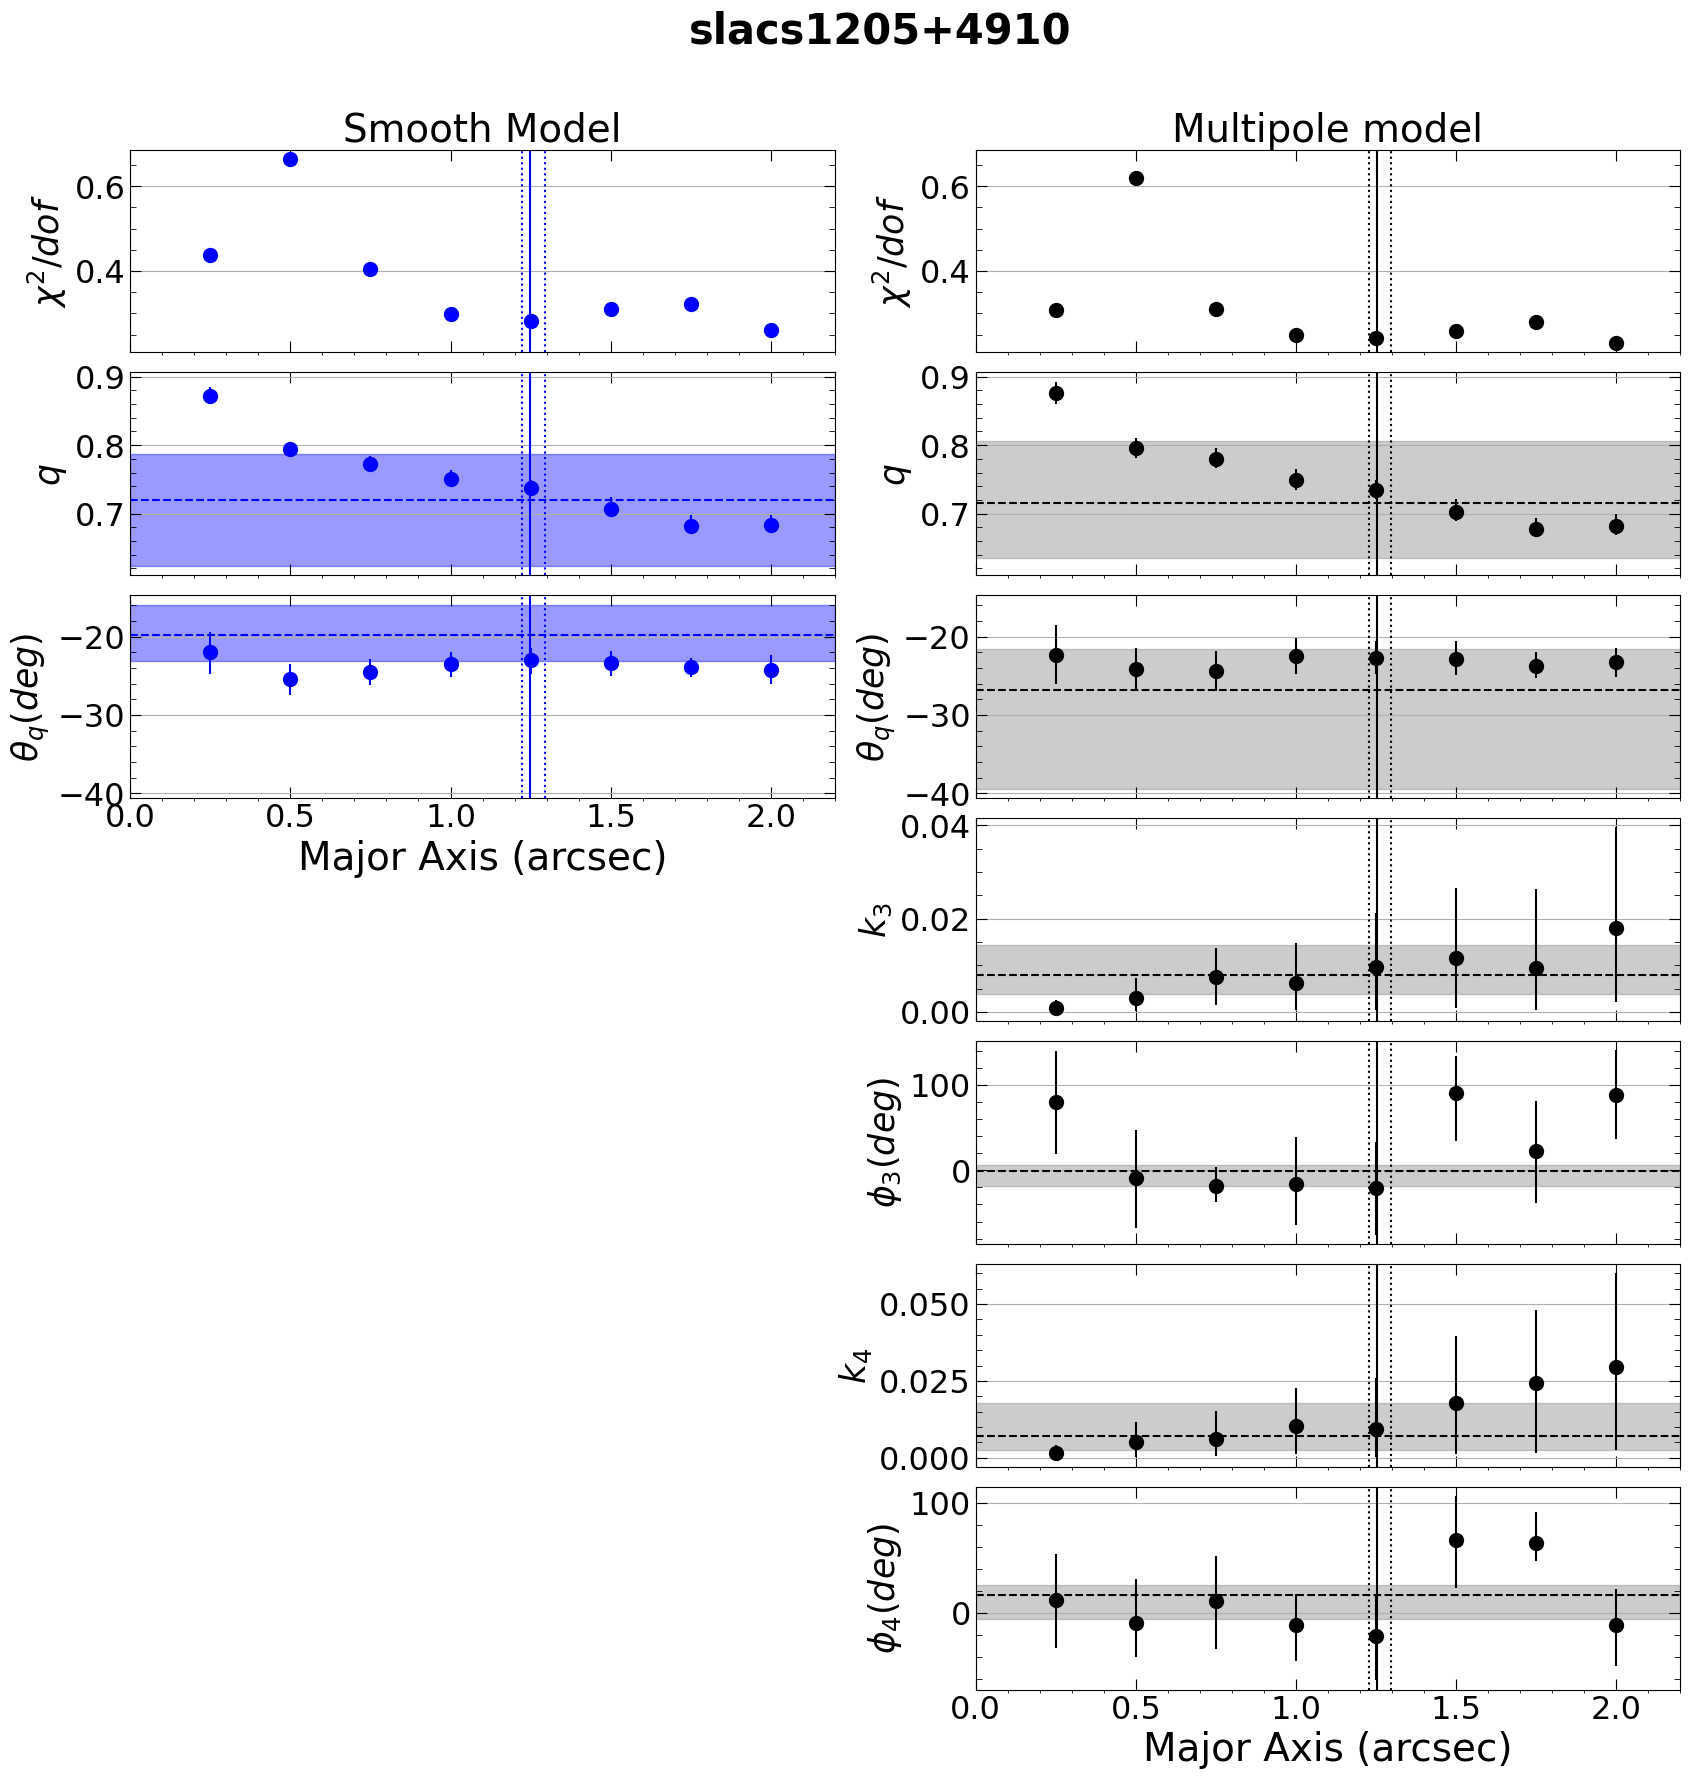 slacs1205+4910
Smooth Model
0.6
0.4
χ²/dof
0.9
0.8
0.7
q
−20
−30
−40
θ_q(deg)
0.0 0.5 1.0 1.5 2.0
Major Axis (arcsec)
Multipole model
0.6
0.4
χ²/dof
0.9
0.8
0.7
q
−20
−30
−40
θ_q(deg)
0.04
0.02
0.00
k₃
100
0
ϕ₃(deg)
0.050
0.025
0.000
k₄
100
0
ϕ₄(deg)
0.0 0.5 1.0 1.5 2.0
Major Axis (arcsec)